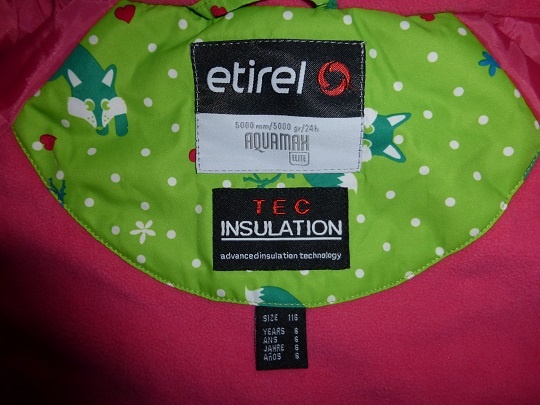 etirel
5000 mm/5000 gr/24h
AQUAMAX
ELITE
TEC
INSULATION
advanced insulation technology
SIZE 116
YEARS 6
ANS 6
JAHRE 6
AÑOS 6